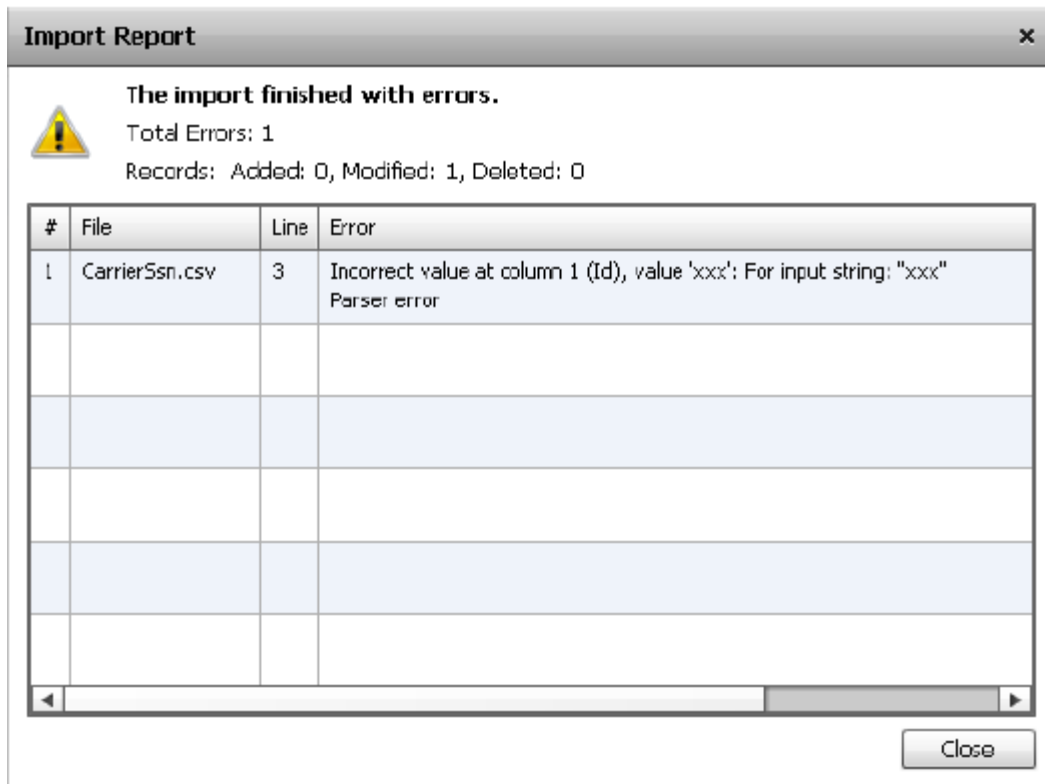 Import Report ×
The import finished with errors.
Total Errors: 1
Records: Added: 0, Modified: 1, Deleted: 0
# File Line Error
1 CarrierSsn.csv 3 Incorrect value at column 1 (Id), value 'xxx': For input string: "xxx"
Parser error
Close